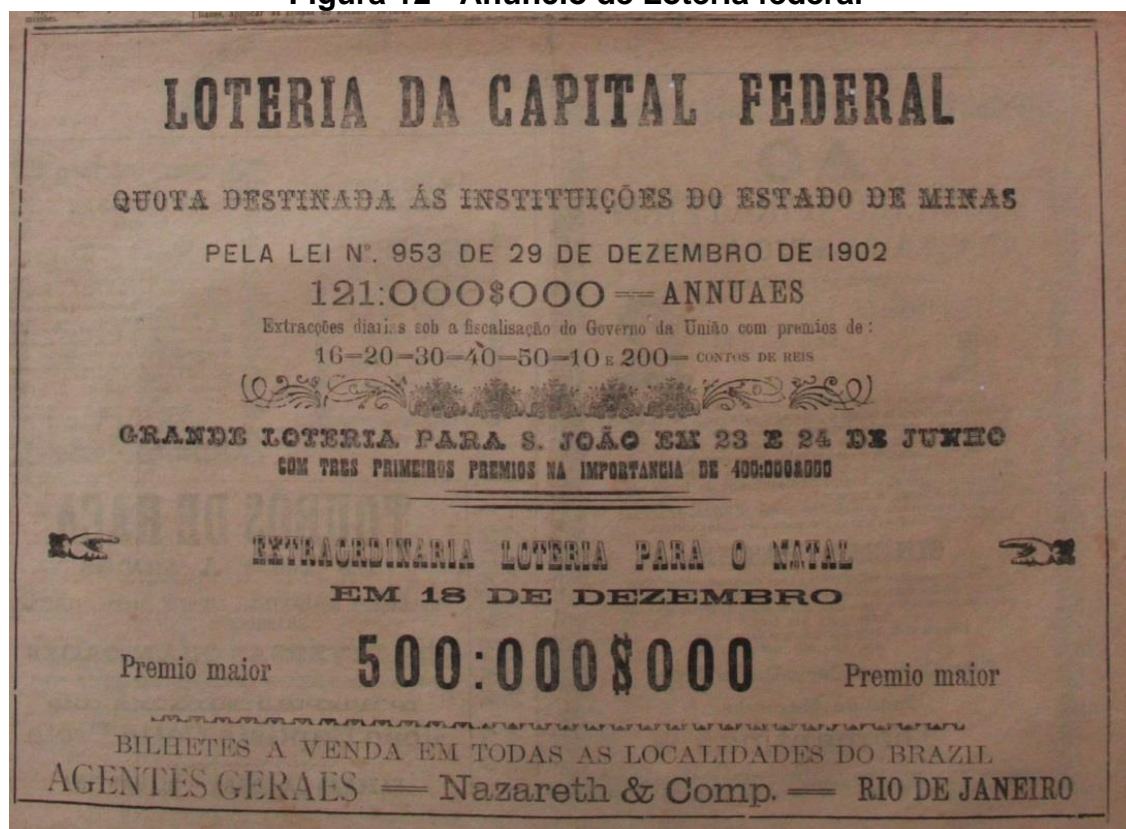 Figura 12 - Anúncio de Loteria federal
LOTERIA DA CAPITAL FEDERAL
QUOTA DESTINADA ÁS INSTITUIÇÕES DO ESTADO DE MINAS
PELA LEI Nº. 953 DE 29 DE DEZEMBRO DE 1902
121:000$000 — ANNUAES
Extracções diarias sob a fiscalisação do Governo da União com premios de:
16=20=30=40=50=10 E 200= CONTOS DE REIS
GRANDE LOTERIA PARA S. JOÃO EM 23 E 24 DE JUNHO
COM TRES PRIMEIROS PREMIOS NA IMPORTANCIA DE 400:000$000
EXTRAORDINARIA LOTERIA PARA O NATAL
EM 18 DE DEZEMBRO
Premio maior 500:000$000 Premio maior
BILHETES A VENDA EM TODAS AS LOCALIDADES DO BRAZIL
AGENTES GERAES — Nazareth & Comp. — RIO DE JANEIRO